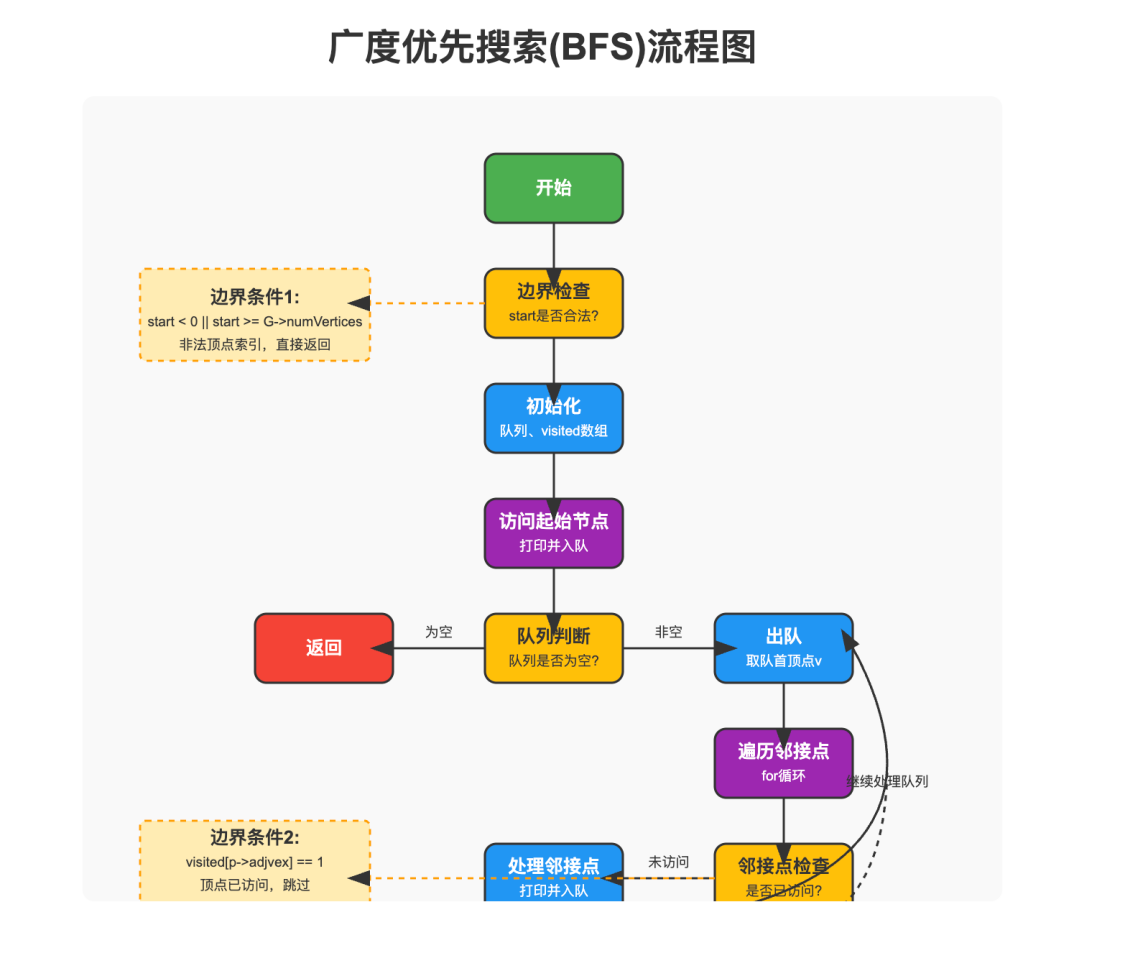 广度优先搜索(BFS)流程图
开始
边界检查
start是否合法?
边界条件1:
start < 0 || start >= G->numVertices
非法顶点索引，直接返回
初始化
队列、visited数组
访问起始节点
打印并入队
返回
为空
队列判断
队列是否为空?
非空
出队
取队首顶点v
遍历邻接点
for循环
继续处理队列
边界条件2:
visited[p->adjvex] == 1
顶点已访问，跳过
处理邻接点
打印并入队
未访问
邻接点检查
是否已访问?